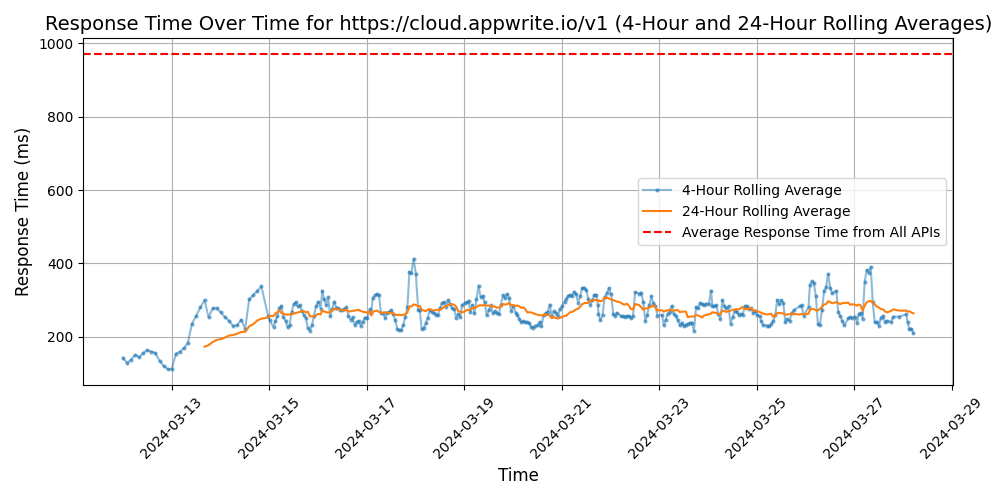 Response Time Over Time for https://cloud.appwrite.io/v1 (4-Hour and 24-Hour Rolling Averages)
Response Time (ms)
1000
800
600
400
200
4-Hour Rolling Average
24-Hour Rolling Average
Average Response Time from All APIs
2024-03-13
2024-03-15
2024-03-17
2024-03-19
2024-03-21
2024-03-23
2024-03-25
2024-03-27
2024-03-29
Time